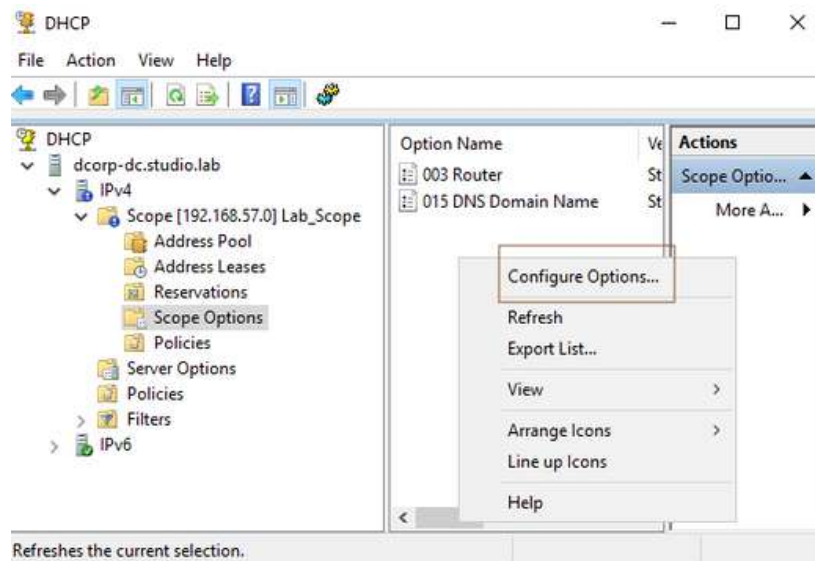 DHCP
File Action View Help
DHCP
dcorp-dc.studio.lab
IPv4
Scope [192.168.57.0] Lab_Scope
Address Pool
Address Leases
Reservations
Scope Options
Policies
Server Options
Policies
Filters
IPv6
Option Name Ve
003 Router St
015 DNS Domain Name St
Actions
Scope Optio...
More A...
Configure Options...
Refresh
Export List...
View
Arrange Icons
Line up Icons
Help
Refreshes the current selection.